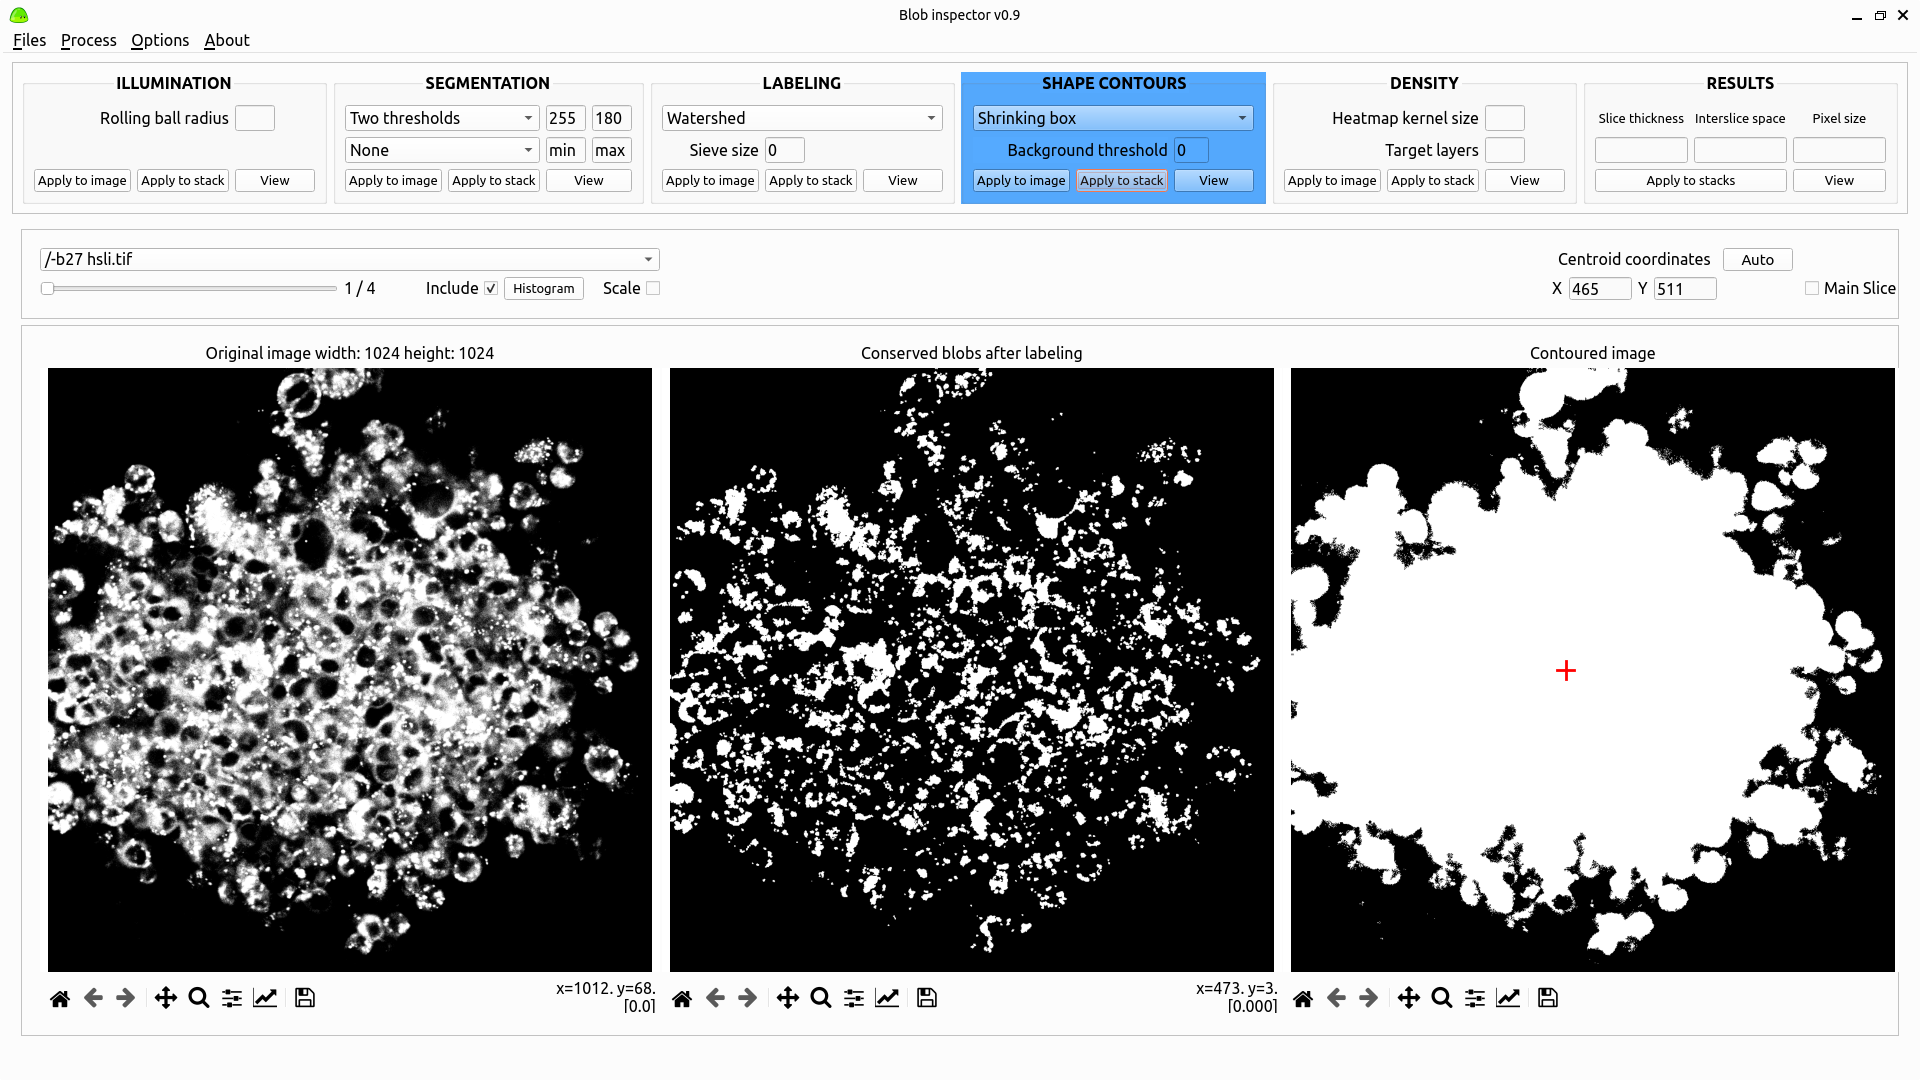 Blob inspector v0.9
Files Process Options About
ILLUMINATION
Rolling ball radius
Apply to image Apply to stack View
SEGMENTATION
Two thresholds 255 180
None min max
Apply to image Apply to stack View
LABELING
Watershed
Sieve size 0
Apply to image Apply to stack View
SHAPE CONTOURS
Shrinking box
Background threshold 0
Apply to image Apply to stack View
DENSITY
Heatmap kernel size
Target layers
Apply to image Apply to stack View
RESULTS
Slice thickness Interslice space Pixel size
Apply to stacks View
/-b27 hsli.tif
1 / 4 Include Histogram Scale
Centroid coordinates Auto
X 465 Y 511 Main Slice
Original image width: 1024 height: 1024
Conserved blobs after labeling
Contoured image
x=1012. y=68.
[0.0]
x=473. y=3.
[0.000]